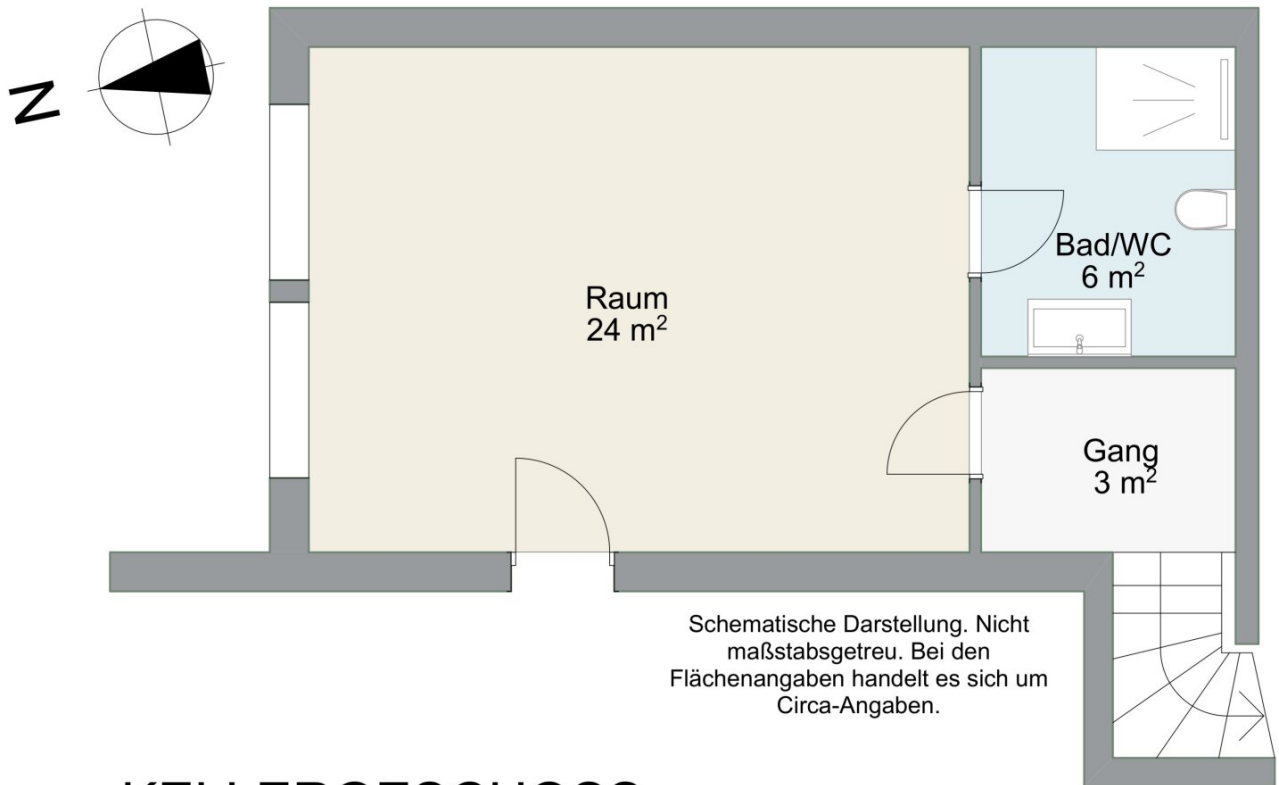 N
Raum
24 m²
Bad/WC
6 m²
Gang
3 m²
Schematische Darstellung. Nicht
maßstabsgetreu. Bei den
Flächenangaben handelt es sich um
Circa-Angaben.
KELLERGESCHOSS